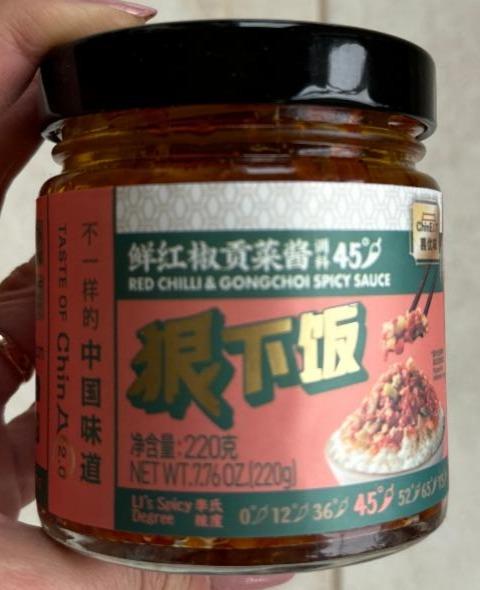 不一样的中国味道
TASTE OF ChinA 2.0
鲜红椒贡菜酱 调料 45°
RED CHILLI & GONGCHOI SPICY SAUCE
狠下饭
净含量:220克
NET WT.7.76 OZ.(220g)
LI's Spicy 李氏
Degree 辣度
0° 12° 36° 45° 52° 65°